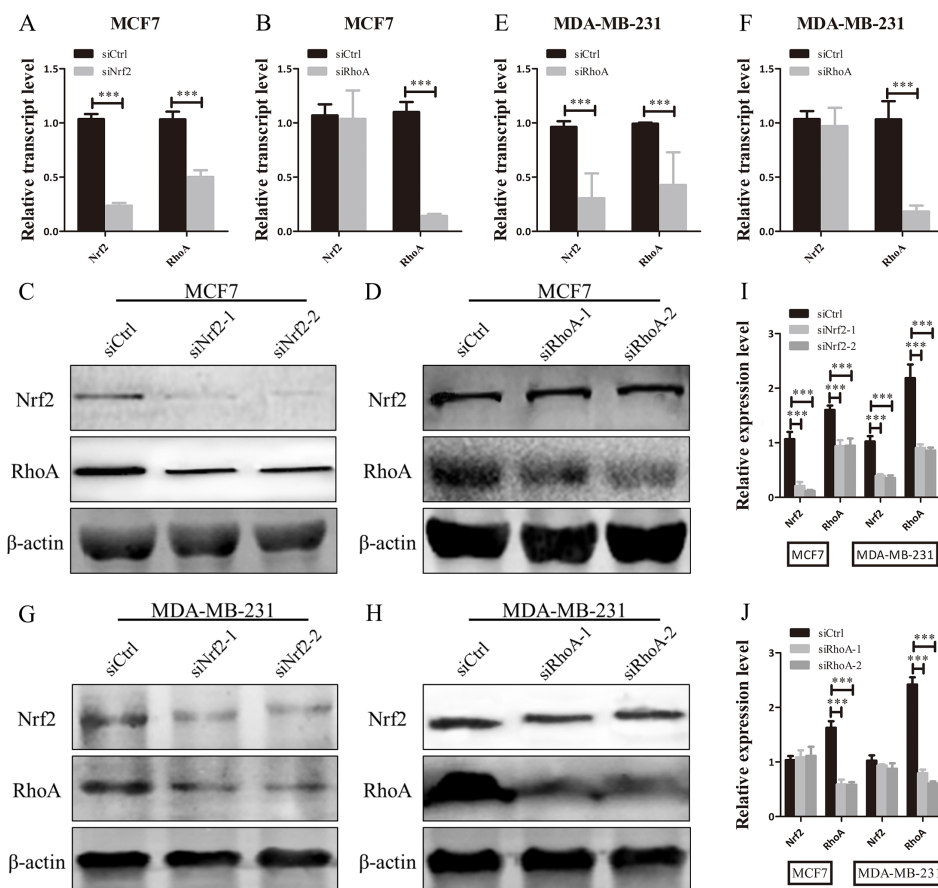 A
MCF7
siCtrl
siNrf2
Relative transcript level
1.5
1.0
0.5
0.0
***
***
Nrf2
RhoA
B
MCF7
siCtrl
siRhoA
Relative transcript level
1.5
1.0
0.5
0.0
***
Nrf2
RhoA
E
MDA-MB-231
siCtrl
siRhoA
Relative transcript level
1.5
1.0
0.5
0.0
***
***
Nrf2
RhoA
F
MDA-MB-231
siCtrl
siRhoA
Relative transcript level
1.5
1.0
0.5
0.0
***
Nrf2
RhoA
C
MCF7
siCtrl
siNrf2-1
siNrf2-2
Nrf2
RhoA
β-actin
D
MCF7
siCtrl
siRhoA-1
siRhoA-2
Nrf2
RhoA
β-actin
I
siCtrl
siNrf2-1
siNrf2-2
Relative expression level
3
2
1
0
***
***
***
***
***
***
***
***
Nrf2
RhoA
Nrf2
RhoA
MCF7
MDA-MB-231
G
MDA-MB-231
siCtrl
siNrf2-1
siNrf2-2
Nrf2
RhoA
β-actin
H
MDA-MB-231
siCtrl
siRhoA-1
siRhoA-2
Nrf2
RhoA
β-actin
J
siCtrl
siRhoA-1
siRhoA-2
Relative expression level
3
2
1
0
***
***
***
***
Nrf2
RhoA
Nrf2
RhoA
MCF7
MDA-MB-231